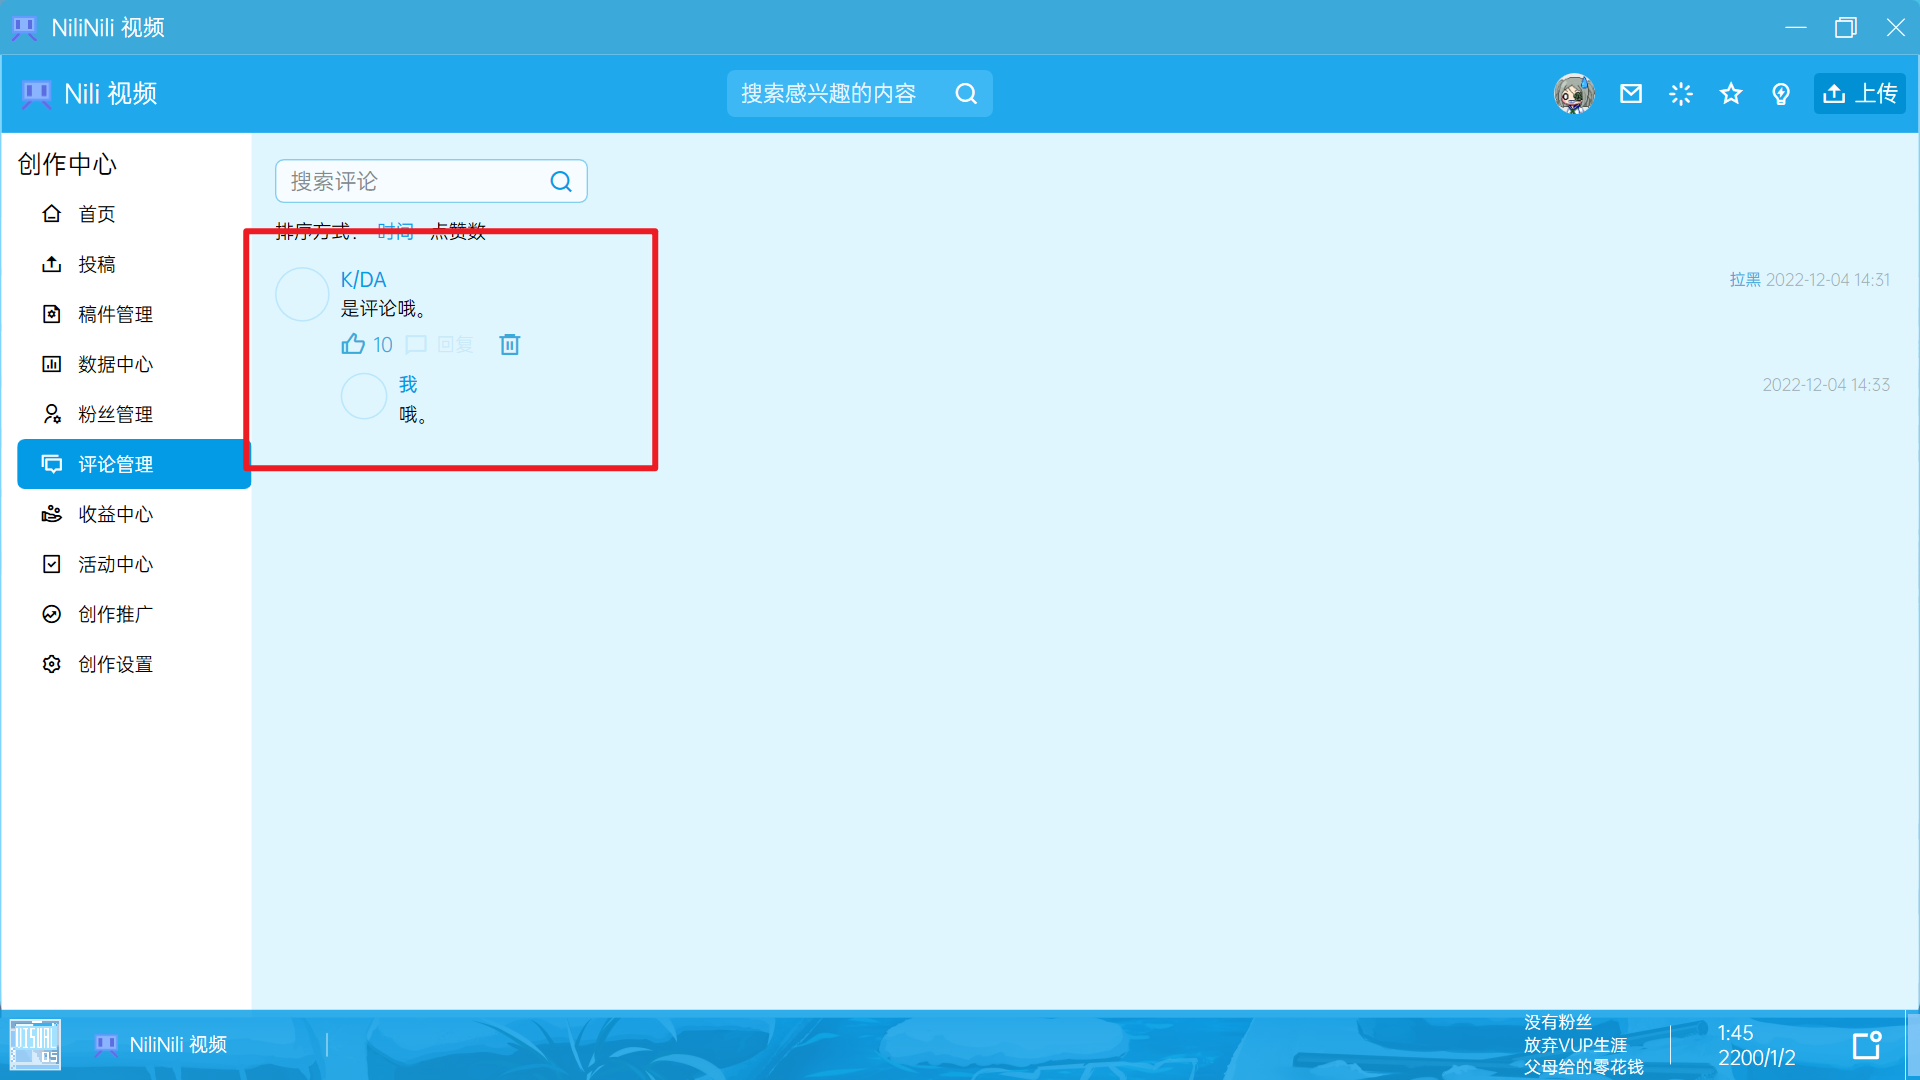 NiliNili 视频
Nili 视频
搜索感兴趣的内容
上传
创作中心
首页
投稿
稿件管理
数据中心
粉丝管理
评论管理
收益中心
活动中心
创作推广
创作设置
搜索评论
排序方式： 时间 点赞数
K/DA
拉黑 2022-12-04 14:31
是评论哦。
10 回复
我
2022-12-04 14:33
哦。
NiliNili 视频
没有粉丝
放弃VUP生涯
父母给的零花钱
1:45
2200/1/2